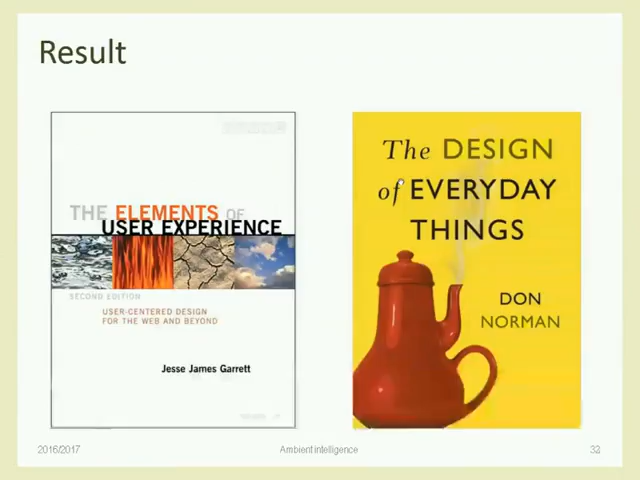 Result
THE ELEMENTS OF
USER EXPERIENCE
SECOND EDITION
USER-CENTERED DESIGN
FOR THE WEB AND BEYOND
Jesse James Garrett
The DESIGN
of EVERYDAY
THINGS
DON
NORMAN
2016/2017
Ambient intelligence
32